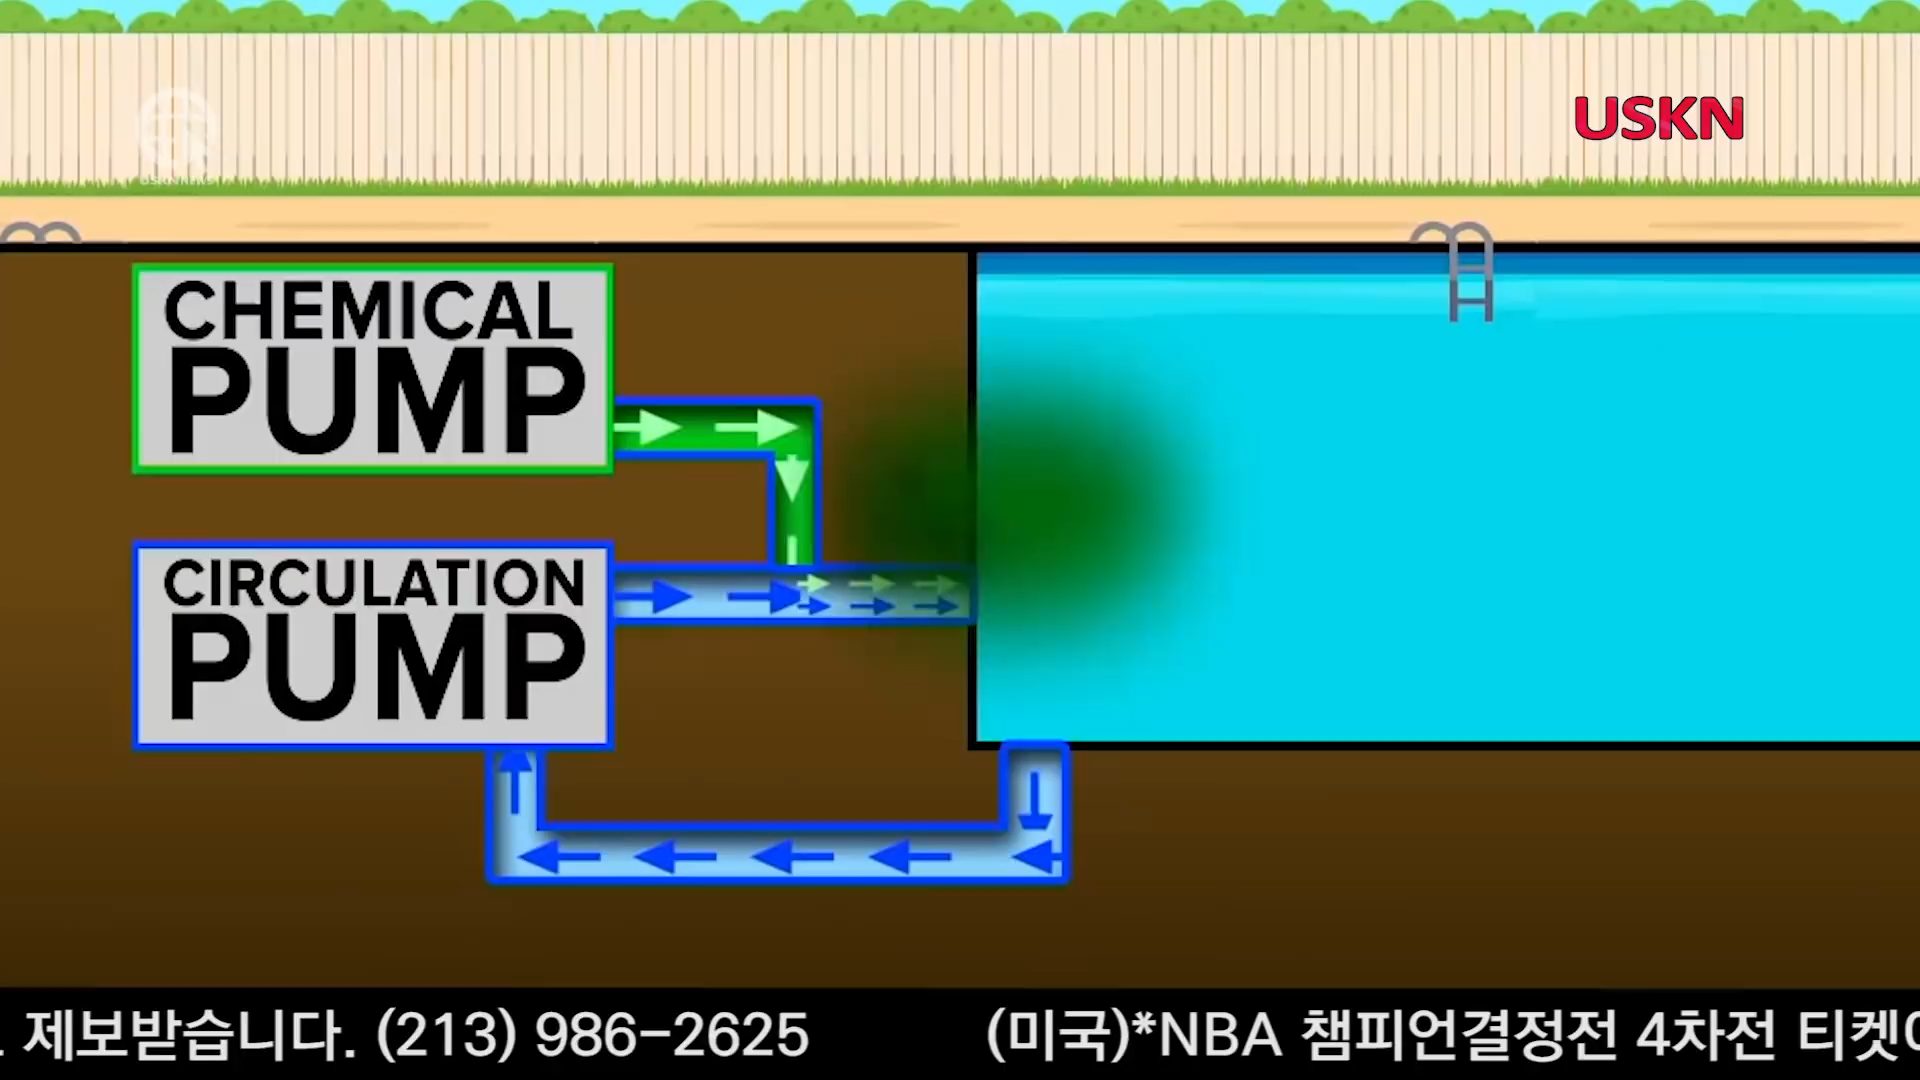 USKN
CHEMICAL
PUMP
CIRCULATION
PUMP
제보받습니다. (213) 986-2625 (미국)*NBA 챔피언결정전 4차전 티켓